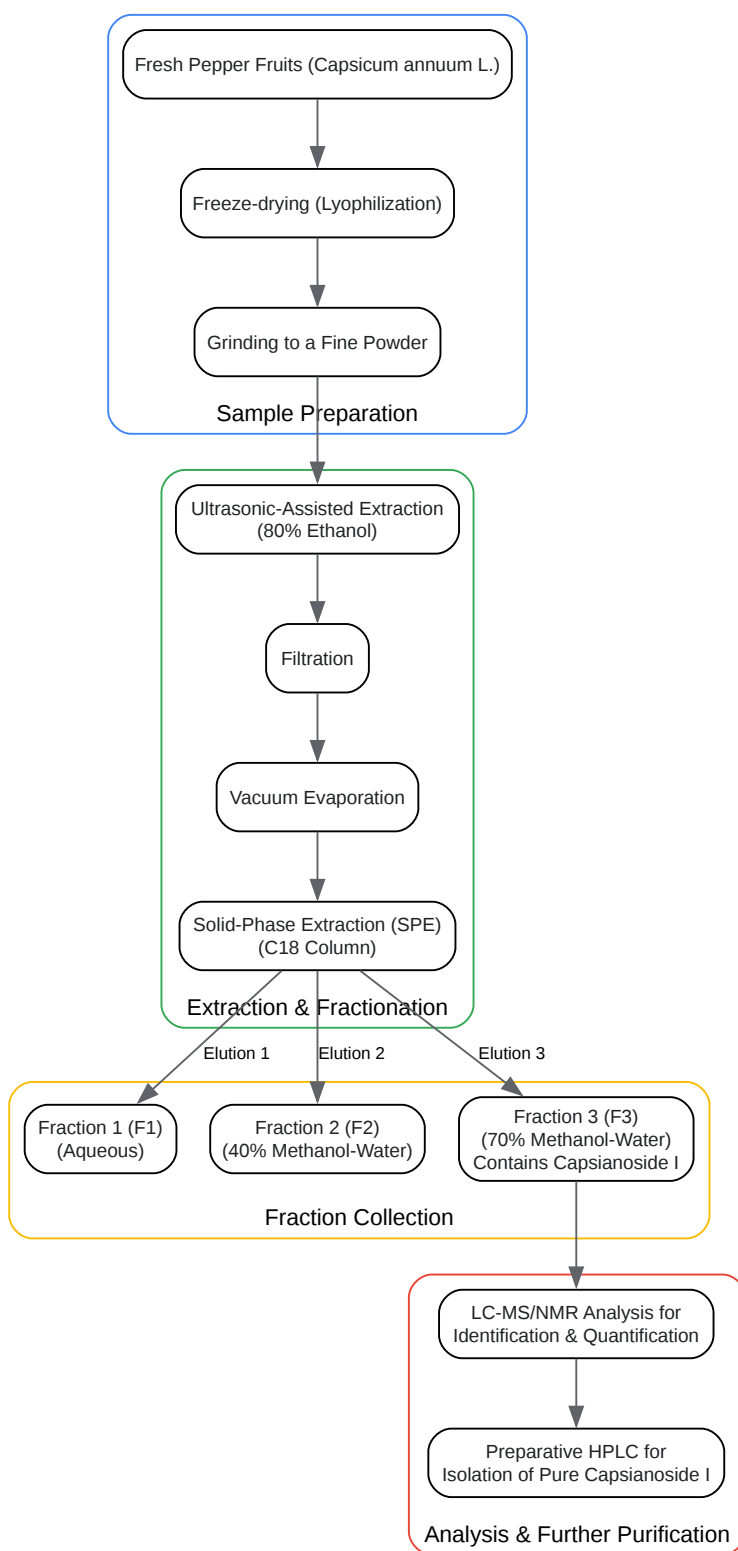 Fresh Pepper Fruits (Capsicum annuum L.)
Freeze-drying (Lyophilization)
Grinding to a Fine Powder
Sample Preparation
Ultrasonic-Assisted Extraction
(80% Ethanol)
Filtration
Vacuum Evaporation
Solid-Phase Extraction (SPE)
(C18 Column)
Extraction & Fractionation
Elution 1
Elution 2
Elution 3
Fraction 1 (F1)
(Aqueous)
Fraction 2 (F2)
(40% Methanol-Water)
Fraction 3 (F3)
(70% Methanol-Water)
Contains Capsianoside I
Fraction Collection
LC-MS/NMR Analysis for
Identification & Quantification
Preparative HPLC for
Isolation of Pure Capsianoside I
Analysis & Further Purification